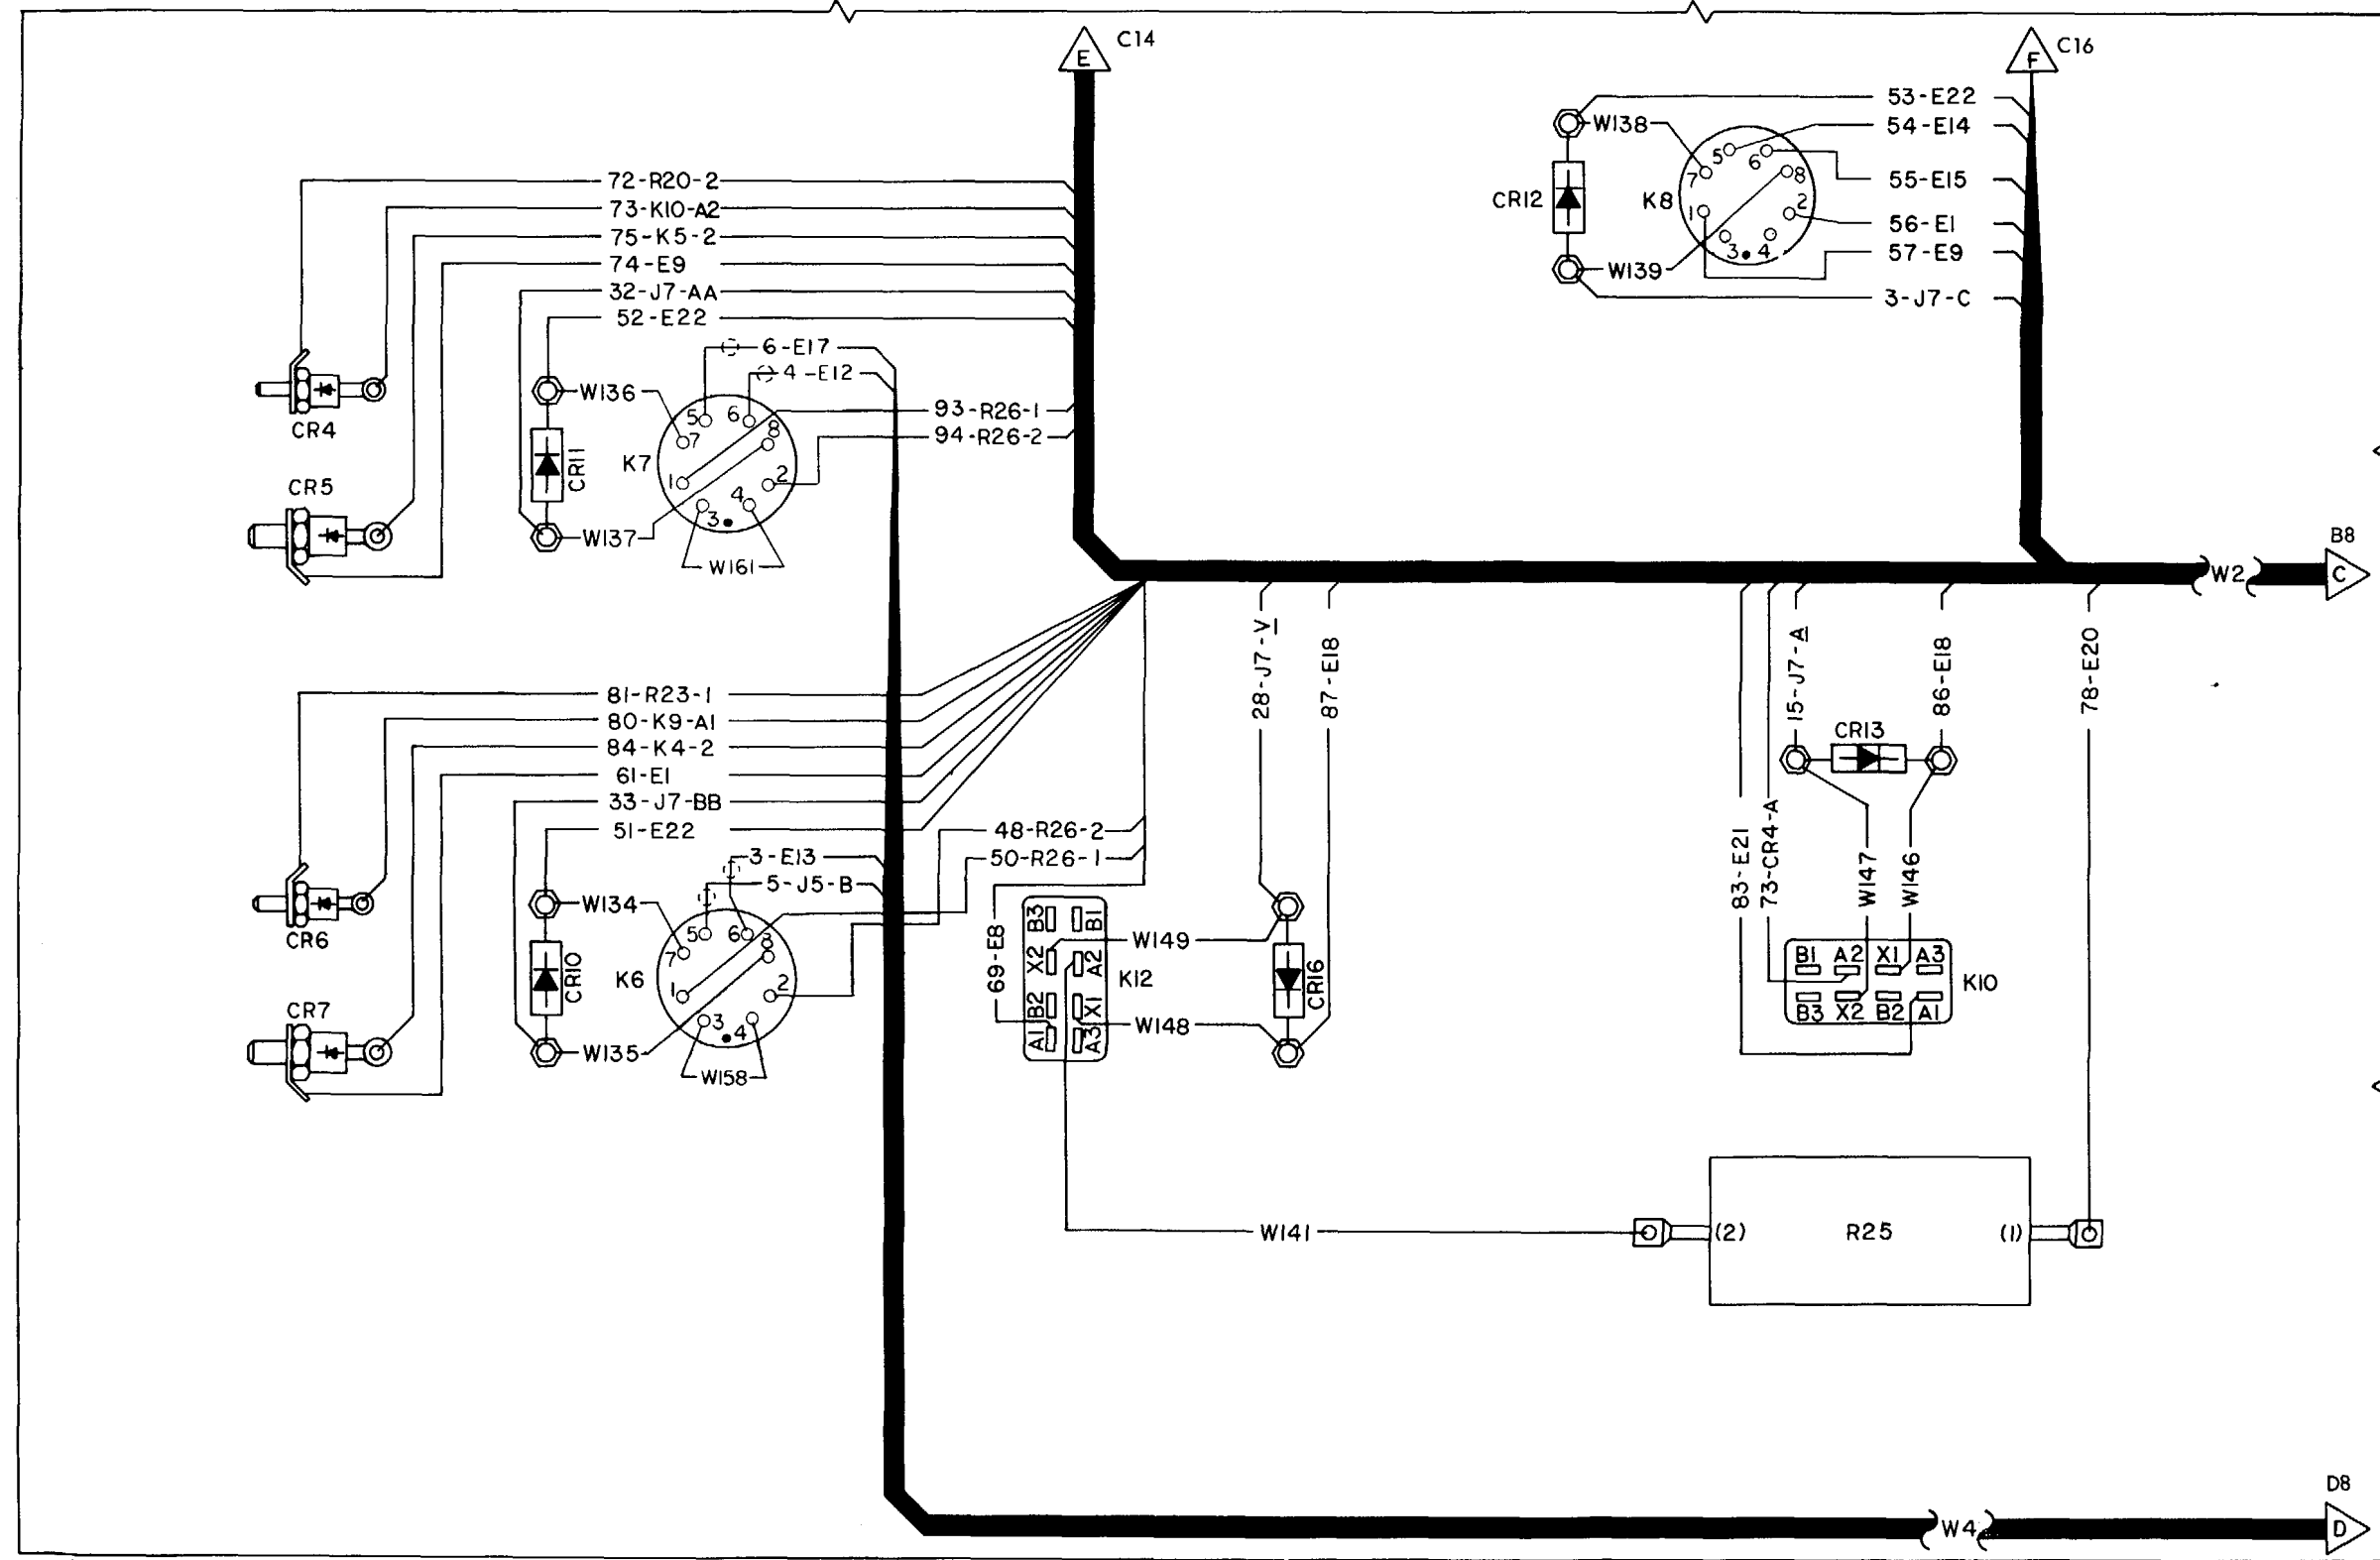 E C14
F C16
53-E22
W138
54-E14
5
6
7
8
55-E15
CR12
K8
1
2
56-E1
3
4
57-E9
W139
3-J7-C
72-R20-2
73-K10-A2
75-K5-2
74-E9
32-J7-AA
52-E22
6-E17
4-E12
W136
93-R26-1
94-R26-2
5
6
8
7
CR4
K7
CR11
1
2
4
3
CR5
W137
W161
B8
W2
C
28-J7-V
87-E18
15-J7-A
86-E18
78-E20
81-R23-1
80-K9-A1
84-K4-2
61-E1
33-J7-BB
51-E22
CR13
48-R26-2
3-E13
50-R26-1
5-J5-B
83-E21
73-CR4-A
W147
W146
W134
5
6
8
7
CR6
CR10
K6
1
2
3
4
69-E8
B3
B1
X2
A2
K12
B2
X1
A1
A3
W149
W148
CR16
B1 A2 X1 A3
K10
B3 X2 B2 A1
CR7
W135
W158
W141
(2)
R25
(1)
D8
W4
D